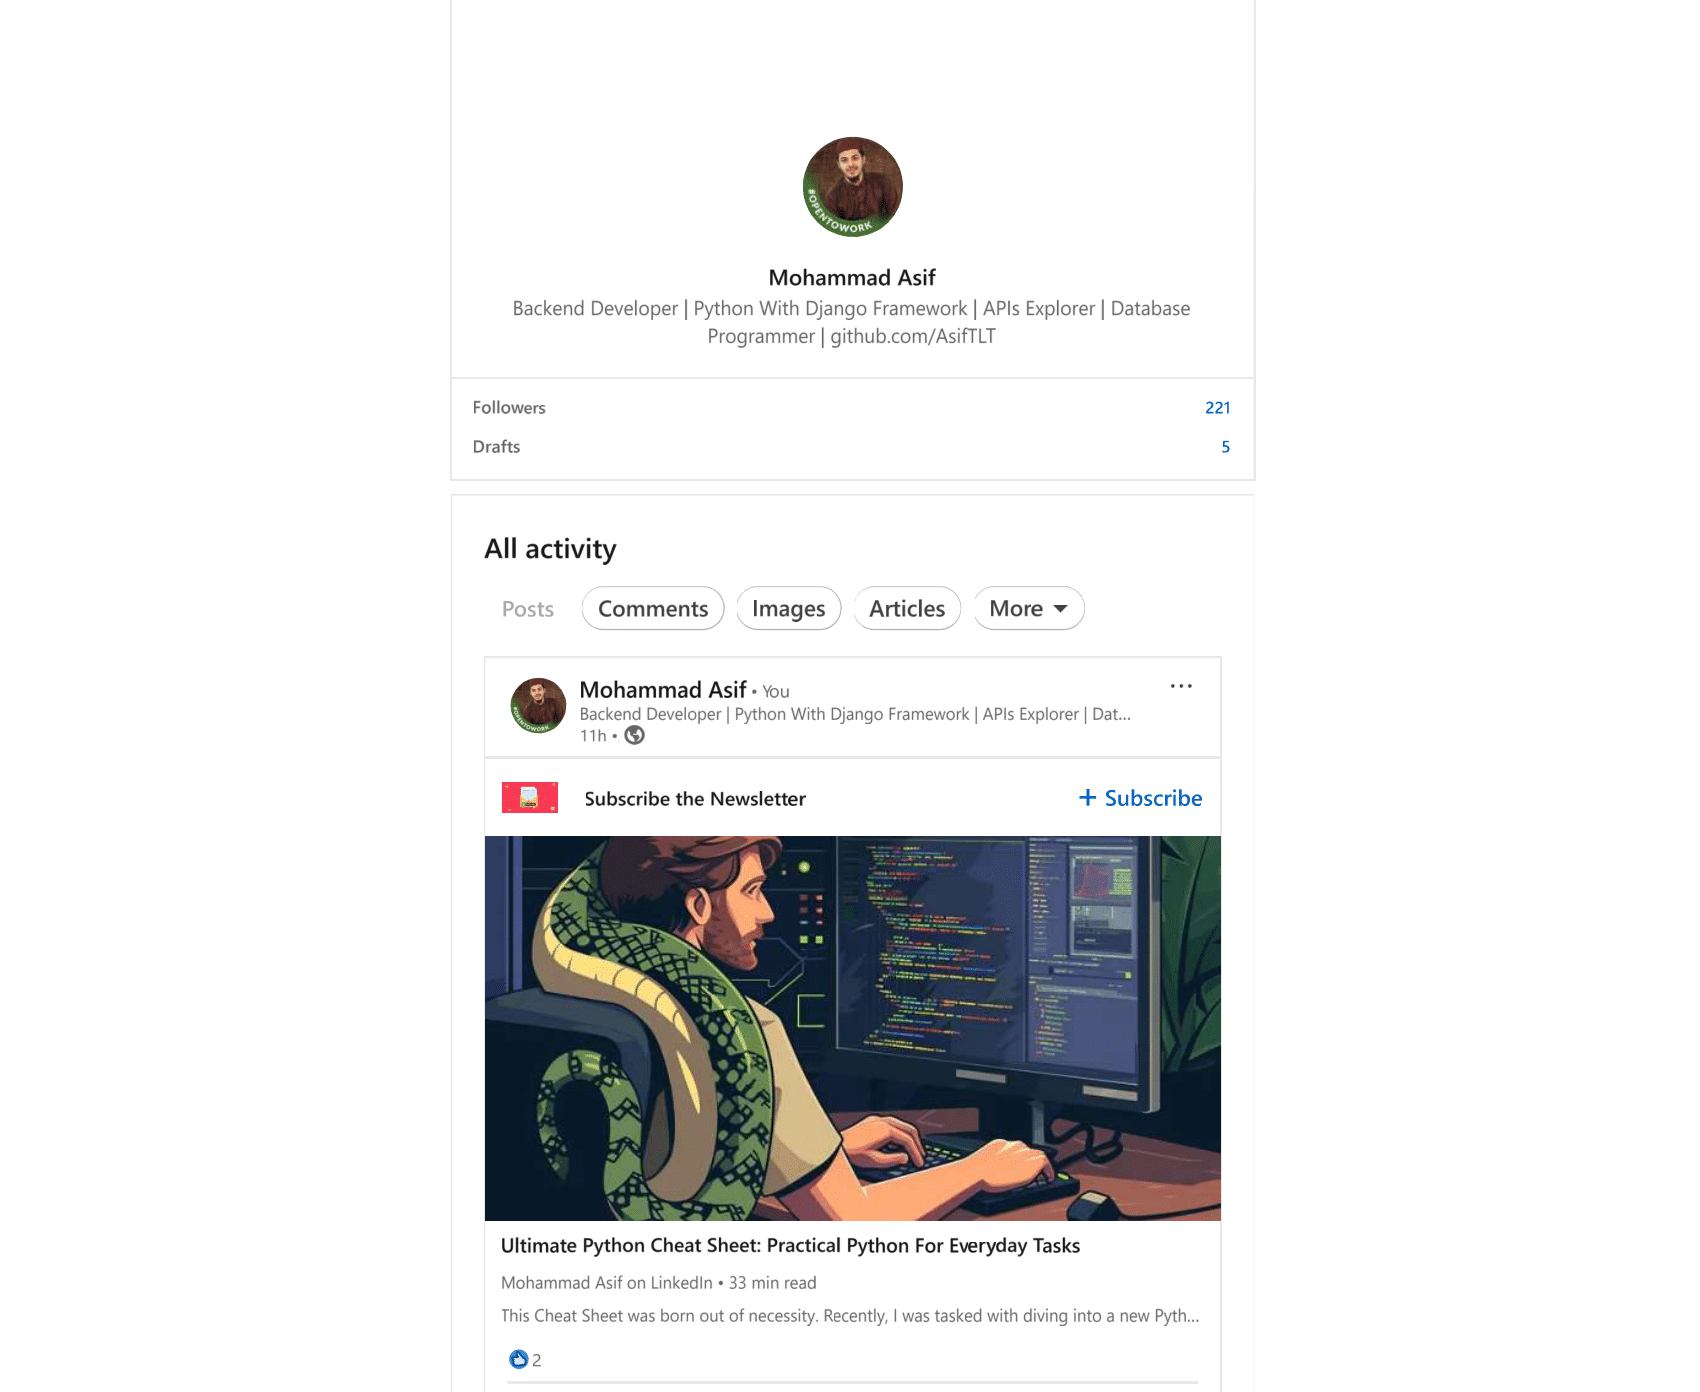 #OPENTOWORK
Mohammad Asif
Backend Developer | Python With Django Framework | APIs Explorer | Database
Programmer | github.com/AsifTLT
Followers 221
Drafts 5
All activity
Posts Comments Images Articles More
Mohammad Asif • You
Backend Developer | Python With Django Framework | APIs Explorer | Dat...
11h •
#OPENTOWORK
Subscribe the Newsletter + Subscribe
Ultimate Python Cheat Sheet: Practical Python For Everyday Tasks
Mohammad Asif on LinkedIn • 33 min read
This Cheat Sheet was born out of necessity. Recently, I was tasked with diving into a new Pyth...
2